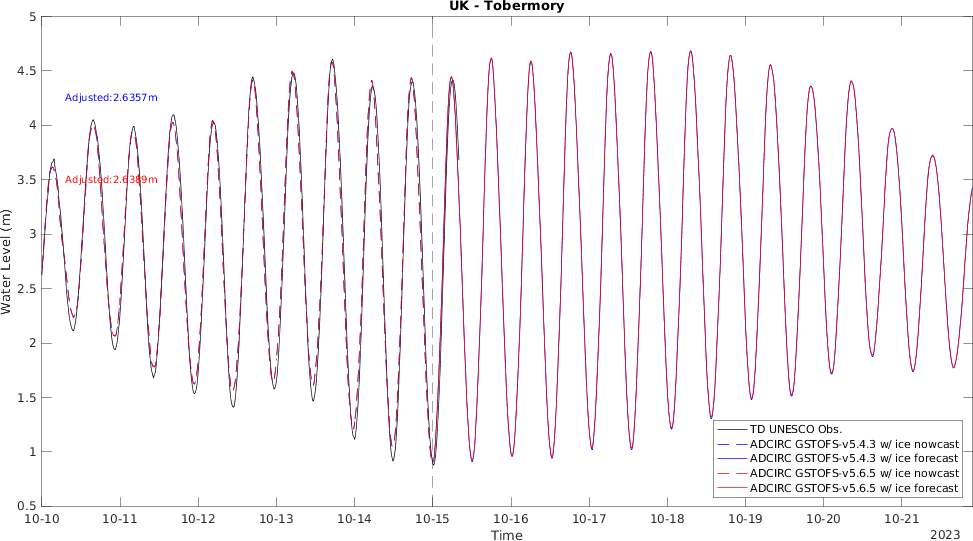 UK - Tobermory
5
4.5
4
3.5
3
2.5
2
1.5
1
0.5
Water Level (m)
Adjusted:2.6357m
Adjusted:2.6389m
TD UNESCO Obs.
ADCIRC GSTOFS-v5.4.3 w/ ice nowcast
ADCIRC GSTOFS-v5.4.3 w/ ice forecast
ADCIRC GSTOFS-v5.6.5 w/ ice nowcast
ADCIRC GSTOFS-v5.6.5 w/ ice forecast
10-10 10-11 10-12 10-13 10-14 10-15 10-16 10-17 10-18 10-19 10-20 10-21
Time
2023